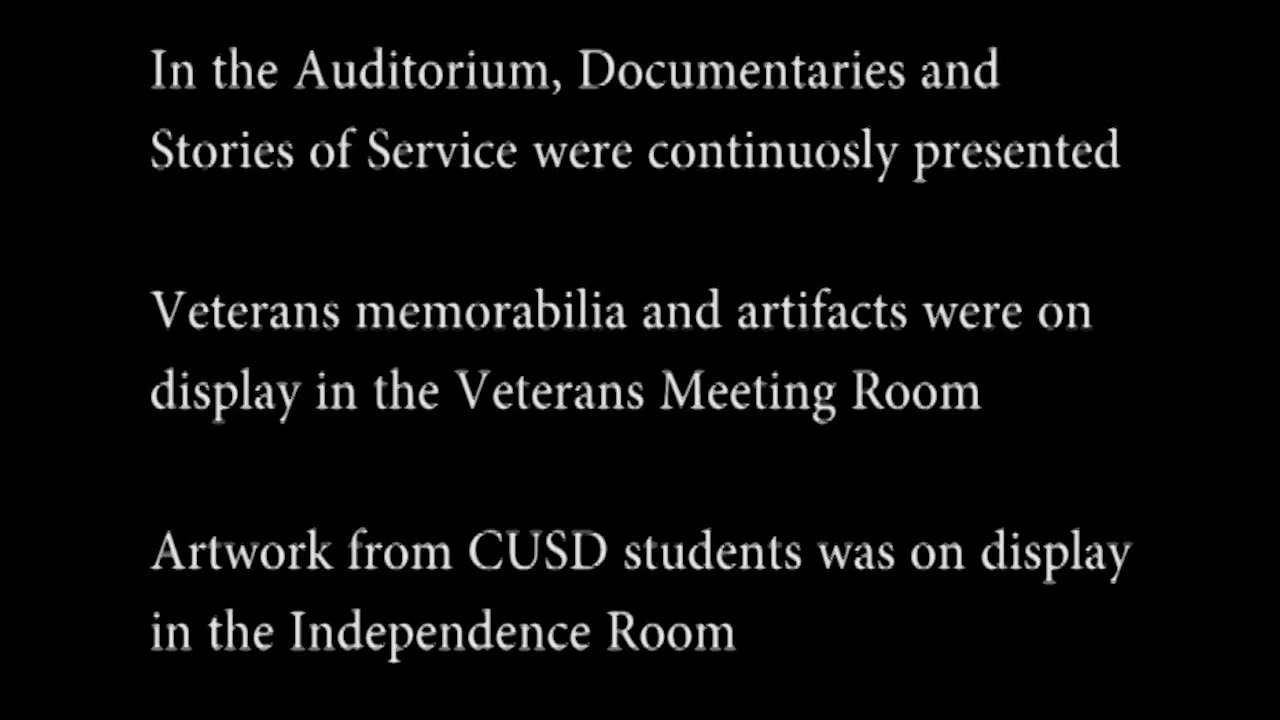 In the Auditorium, Documentaries and
Stories of Service were continuosly presented
Veterans memorabilia and artifacts were on
display in the Veterans Meeting Room
Artwork from CUSD students was on display
in the Independence Room